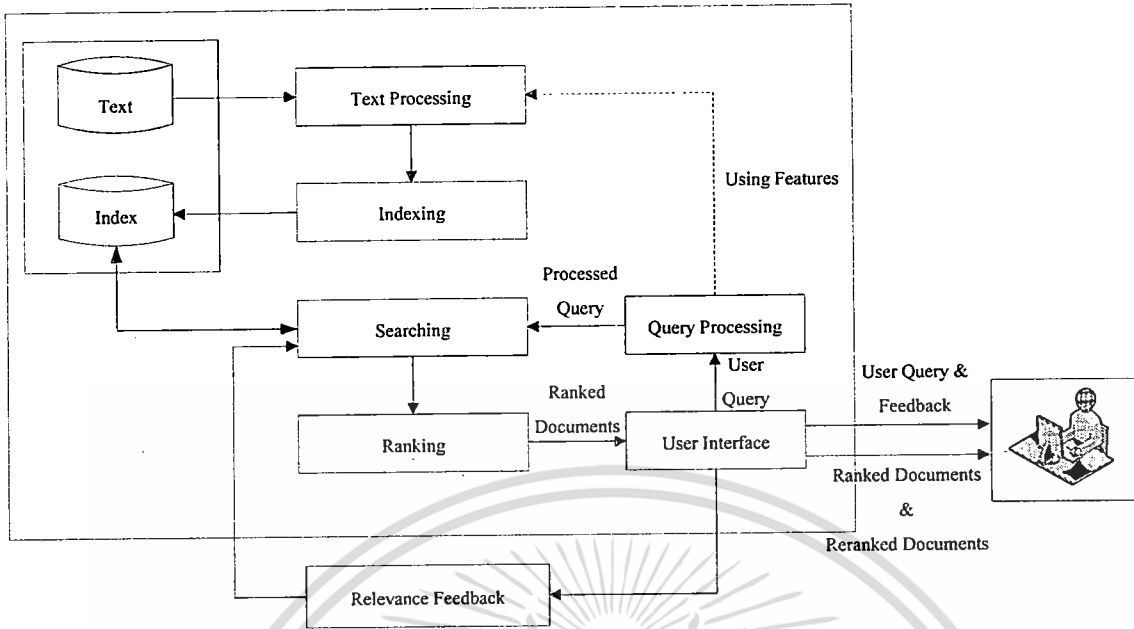 Text
Text Processing
Using Features
Index
Indexing
Processed
Query
Searching
Query Processing
User
Query
User Query &
Feedback
Ranked
Documents
Ranking
User Interface
Ranked Documents
&
Reranked Documents
Relevance Feedback